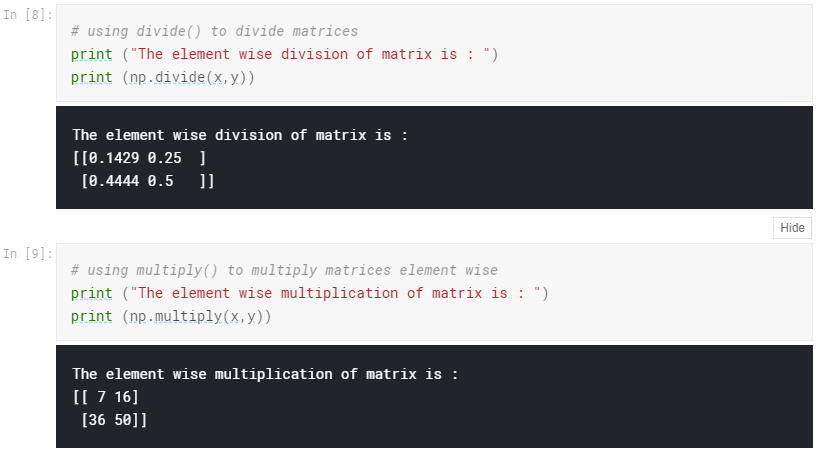 In [8]:
# using divide() to divide matrices
print ("The element wise division of matrix is : ")
print (np.divide(x,y))
The element wise division of matrix is :
[[0.1429 0.25  ]
 [0.4444 0.5   ]]
Hide
In [9]:
# using multiply() to multiply matrices element wise
print ("The element wise multiplication of matrix is : ")
print (np.multiply(x,y))
The element wise multiplication of matrix is :
[[ 7 16]
 [36 50]]